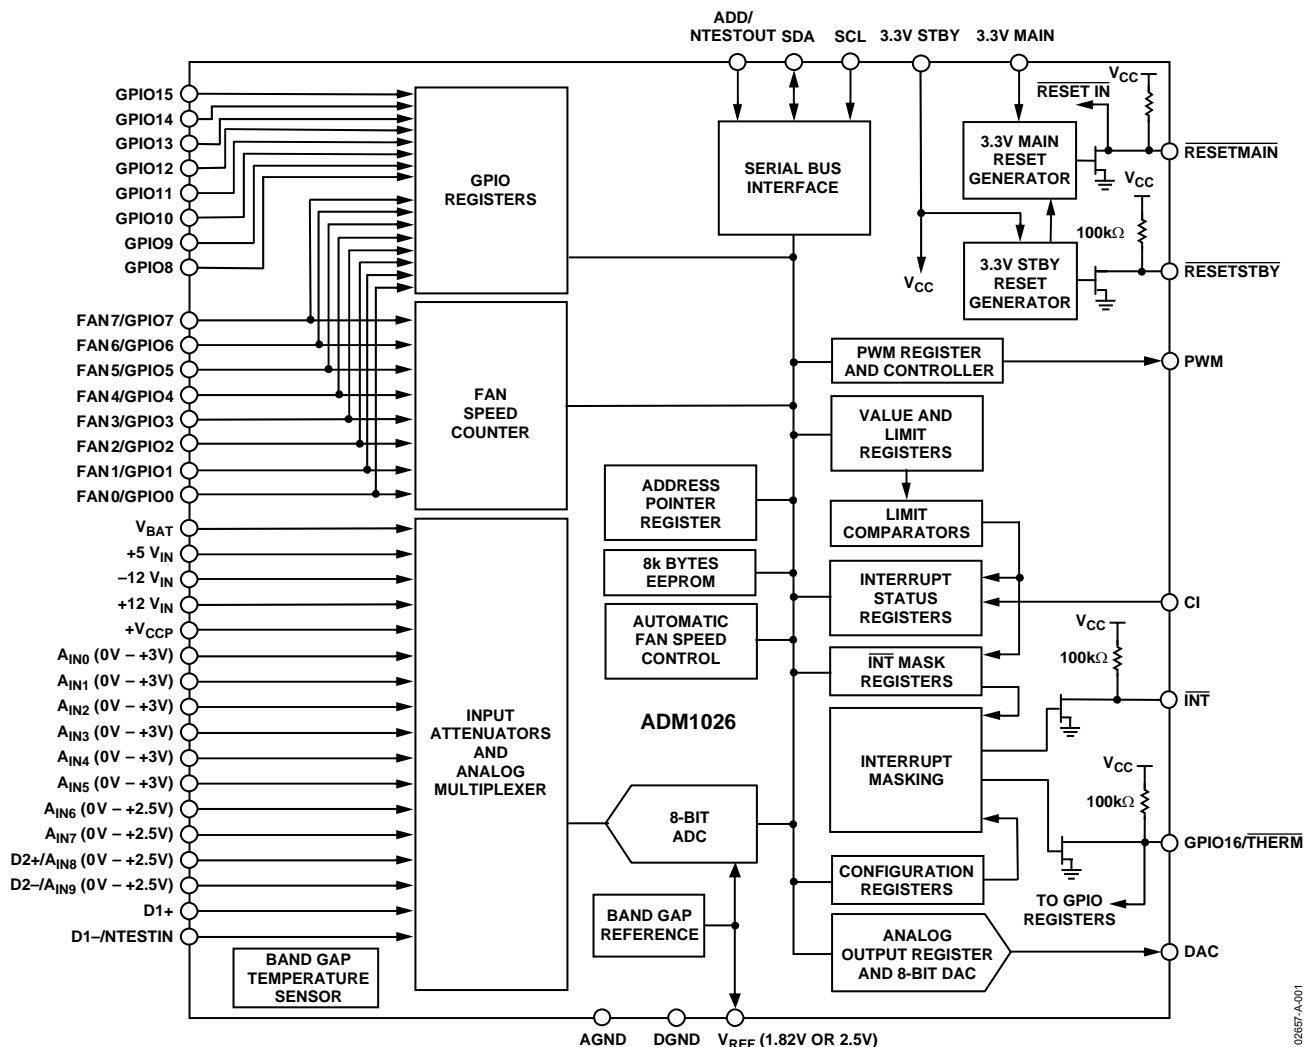 ADD/
NTESTOUT SDA SCL 3.3V STBY 3.3V MAIN
GPIO15
GPIO14
GPIO13
GPIO12
GPIO11
GPIO10
GPIO9
GPIO8
FAN7/GPIO7
FAN6/GPIO6
FAN5/GPIO5
FAN4/GPIO4
FAN3/GPIO3
FAN2/GPIO2
FAN1/GPIO1
FAN0/GPIO0
VBAT
+5 VIN
–12 VIN
+12 VIN
+VCCP
AIN0 (0V – +3V)
AIN1 (0V – +3V)
AIN2 (0V – +3V)
AIN3 (0V – +3V)
AIN4 (0V – +3V)
AIN5 (0V – +3V)
AIN6 (0V – +2.5V)
AIN7 (0V – +2.5V)
D2+/AIN8 (0V – +2.5V)
D2–/AIN9 (0V – +2.5V)
D1+
D1–/NTESTIN
GPIO
REGISTERS
FAN
SPEED
COUNTER
INPUT
ATTENUATORS
AND
ANALOG
MULTIPLEXER
BAND GAP
TEMPERATURE
SENSOR
SERIAL BUS
INTERFACE
ADDRESS
POINTER
REGISTER
8k BYTES
EEPROM
AUTOMATIC
FAN SPEED
CONTROL
ADM1026
8-BIT
ADC
BAND GAP
REFERENCE
VCC
RESET IN
3.3V MAIN
RESET
GENERATOR
RESETMAIN
VCC
100kΩ
3.3V STBY
RESET
GENERATOR
VCC
RESETSTBY
PWM REGISTER
AND CONTROLLER
PWM
VALUE AND
LIMIT
REGISTERS
LIMIT
COMPARATORS
INTERRUPT
STATUS
REGISTERS
CI
INT MASK
REGISTERS
VCC
100kΩ
INT
INTERRUPT
MASKING
VCC
100kΩ
GPIO16/THERM
CONFIGURATION
REGISTERS
TO GPIO
REGISTERS
ANALOG
OUTPUT REGISTER
AND 8-BIT DAC
DAC
AGND DGND VREF (1.82V OR 2.5V)
02657-A-001